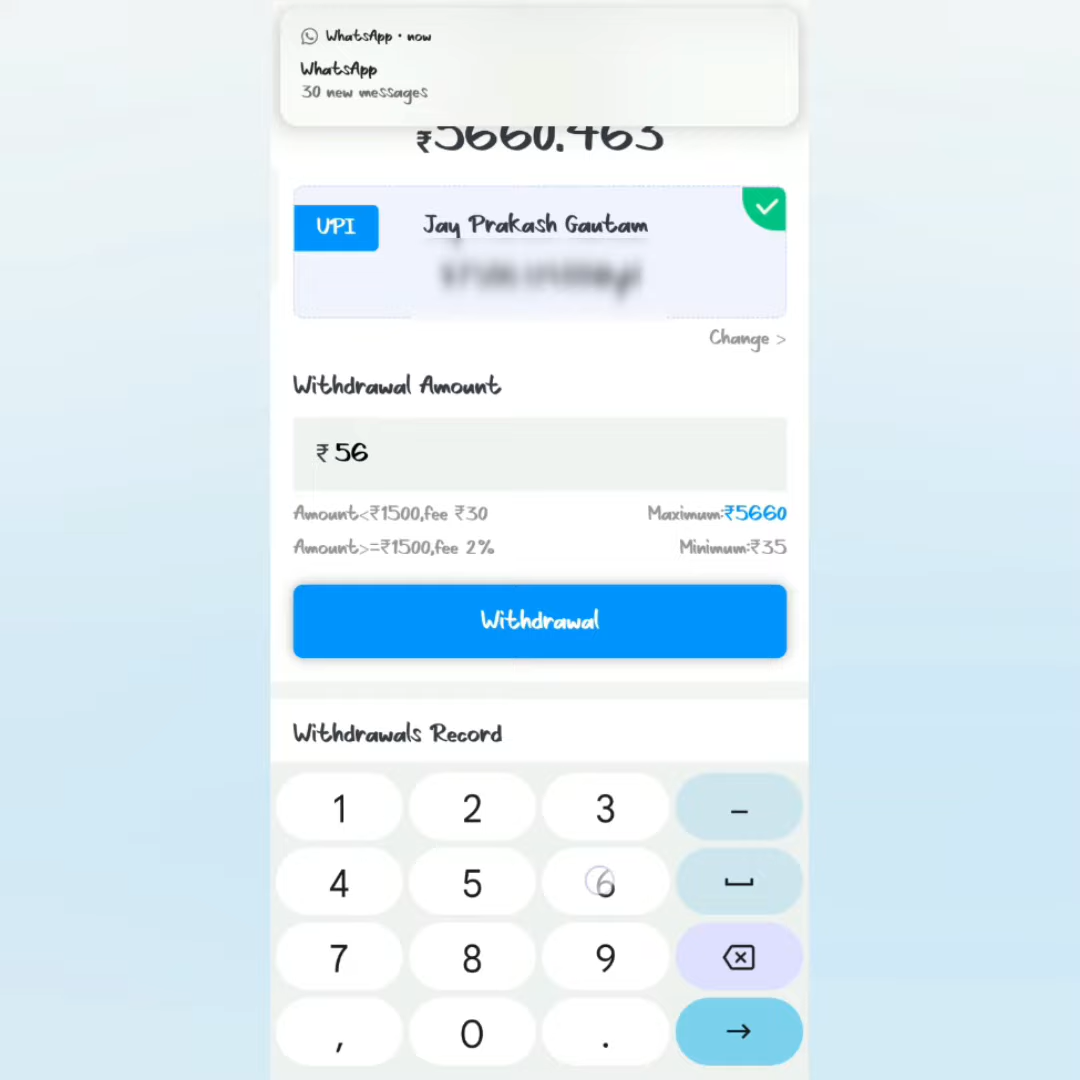 WhatsApp • now
WhatsApp
30 new messages
₹5660.463
UPI
Jay Prakash Gautam
Change >
Withdrawal Amount
₹ 56
Amount<₹1500,fee ₹30
Maximum:₹5660
Amount>=₹1500,fee 2%
Minimum:₹35
Withdrawal
Withdrawals Record
1 2 3 –
4 5 6
7 8 9
, 0 .